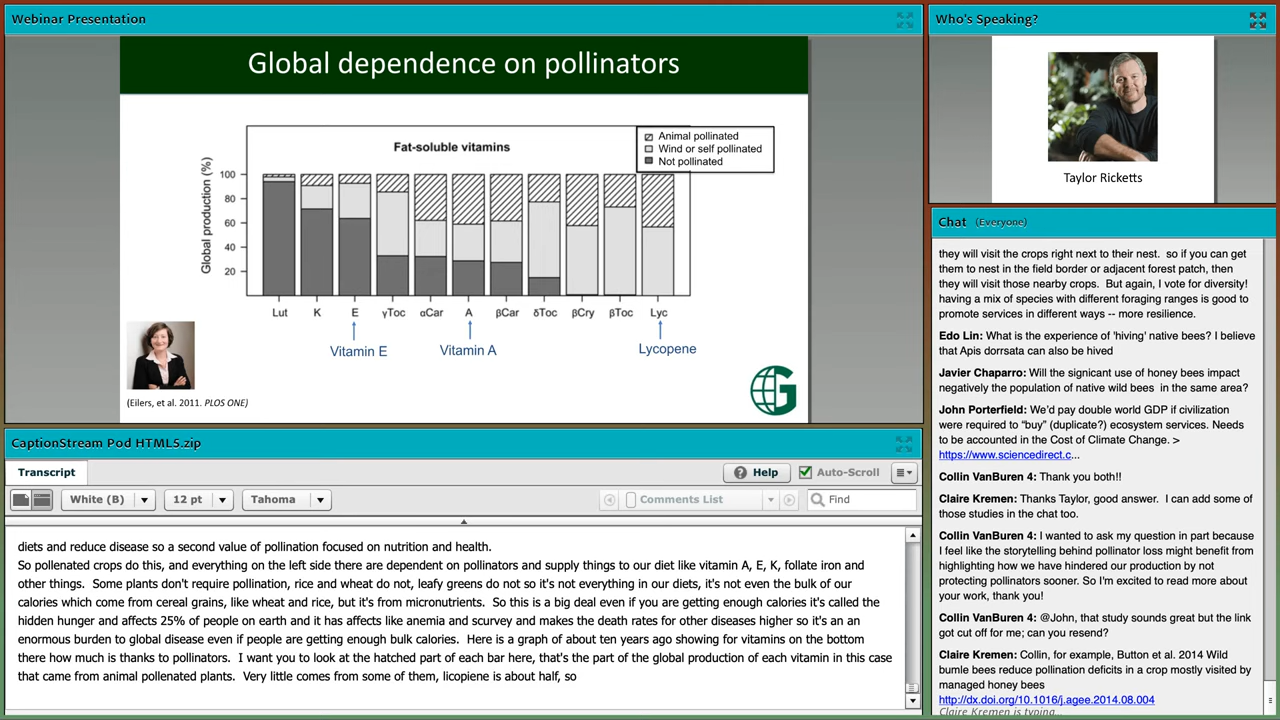 Webinar Presentation
Global dependence on pollinators
Fat-soluble vitamins
Animal pollinated
Wind or self pollinated
Not pollinated
Global production (%)
100
80
60
40
20
Lut K E γToc αCar A βCar δToc βCry βToc Lyc
Vitamin E
Vitamin A
Lycopene
(Eilers, et al. 2011. PLOS ONE)
G
Who's Speaking?
Taylor Ricketts
CaptionStream Pod HTML5.zip
Transcript
Help
Auto-Scroll
White (B)
12 pt
Tahoma
Comments List
Find
diets and reduce disease so a second value of pollination focused on nutrition and health.
So pollenated crops do this, and everything on the left side there are dependent on pollinators and supply things to our diet like vitamin A, E, K, follate iron and
other things. Some plants don't require pollination, rice and wheat do not, leafy greens do not so it's not everything in our diets, it's not even the bulk of our
calories which come from cereal grains, like wheat and rice, but it's from micronutrients. So this is a big deal even if you are getting enough calories it's called the
hidden hunger and affects 25% of people on earth and it has affects like anemia and scurvy and makes the death rates for other diseases higher so it's an an
enormous burden to global disease even if people are getting enough bulk calories. Here is a graph of about ten years ago showing for vitamins on the bottom
there how much is thanks to pollinators. I want you to look at the hatched part of each bar here, that's the part of the global production of each vitamin in this case
that came from animal pollenated plants. Very little comes from some of them, licopiene is about half, so
Chat (Everyone)
they will visit the crops right next to their nest. so if you can get
them to nest in the field border or adjacent forest patch, then
they will visit those nearby crops. But again, I vote for diversity!
having a mix of species with different foraging ranges is good to
promote services in different ways -- more resilience.
Edo Lin: What is the experience of 'hiving' native bees? I believe
that Apis dorrsata can also be hived
Javier Chaparro: Will the signicant use of honey bees impact
negatively the population of native wild bees in the same area?
John Porterfield: We'd pay double world GDP if civilization
were required to “buy” (duplicate?) ecosystem services. Needs
to be accounted in the Cost of Climate Change. >
https://www.sciencedirect.c...
Collin VanBuren 4: Thank you both!!
Claire Kremen: Thanks Taylor, good answer. I can add some of
those studies in the chat too.
Collin VanBuren 4: I wanted to ask my question in part because
I feel like the storytelling behind pollinator loss might benefit from
highlighting how we have hindered our production by not
protecting pollinators sooner. So I'm excited to read more about
your work, thank you!
Collin VanBuren 4: @John, that study sounds great but the link
got cut off for me; can you resend?
Claire Kremen: Collin, for example, Button et al. 2014 Wild
bumle bees reduce pollination deficits in a crop mostly visited by
managed honey bees
http://dx.doi.org/10.1016/j.agee.2014.08.004
Claire Kremen is typing...